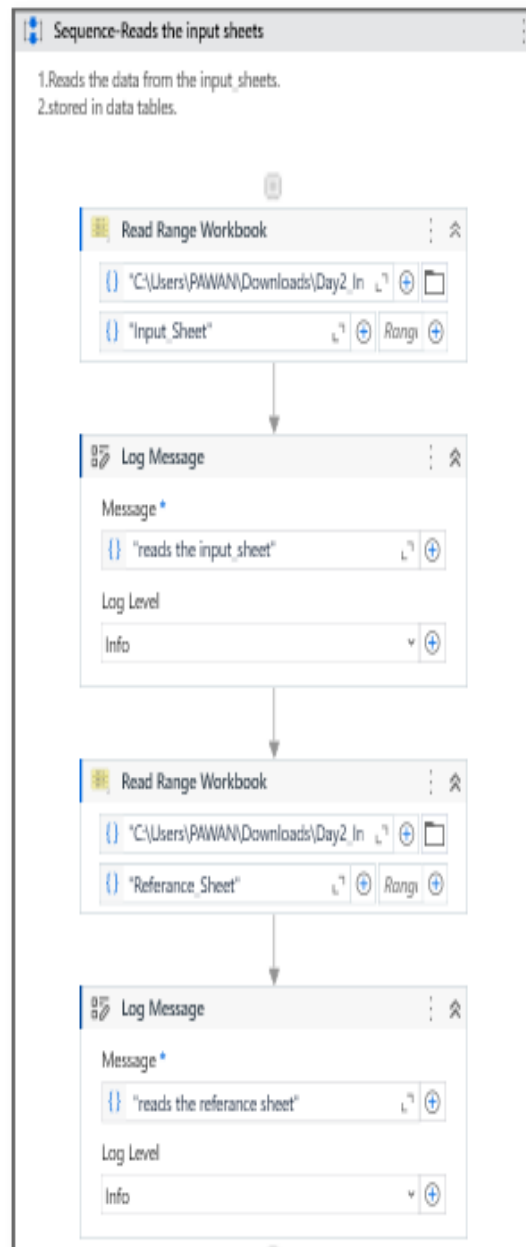 Sequence-Reads the input sheets
1.Reads the data from the input_sheets.
2.stored in data tables.
Read Range Workbook
"C:\Users\PAWAN\Downloads\Day2_In
"Input_Sheet" Rang
Log Message
Message *
"reads the input_sheet"
Log Level
Info
Read Range Workbook
"C:\Users\PAWAN\Downloads\Day2_In
"Referance_Sheet" Rang
Log Message
Message *
"reads the referance sheet"
Log Level
Info